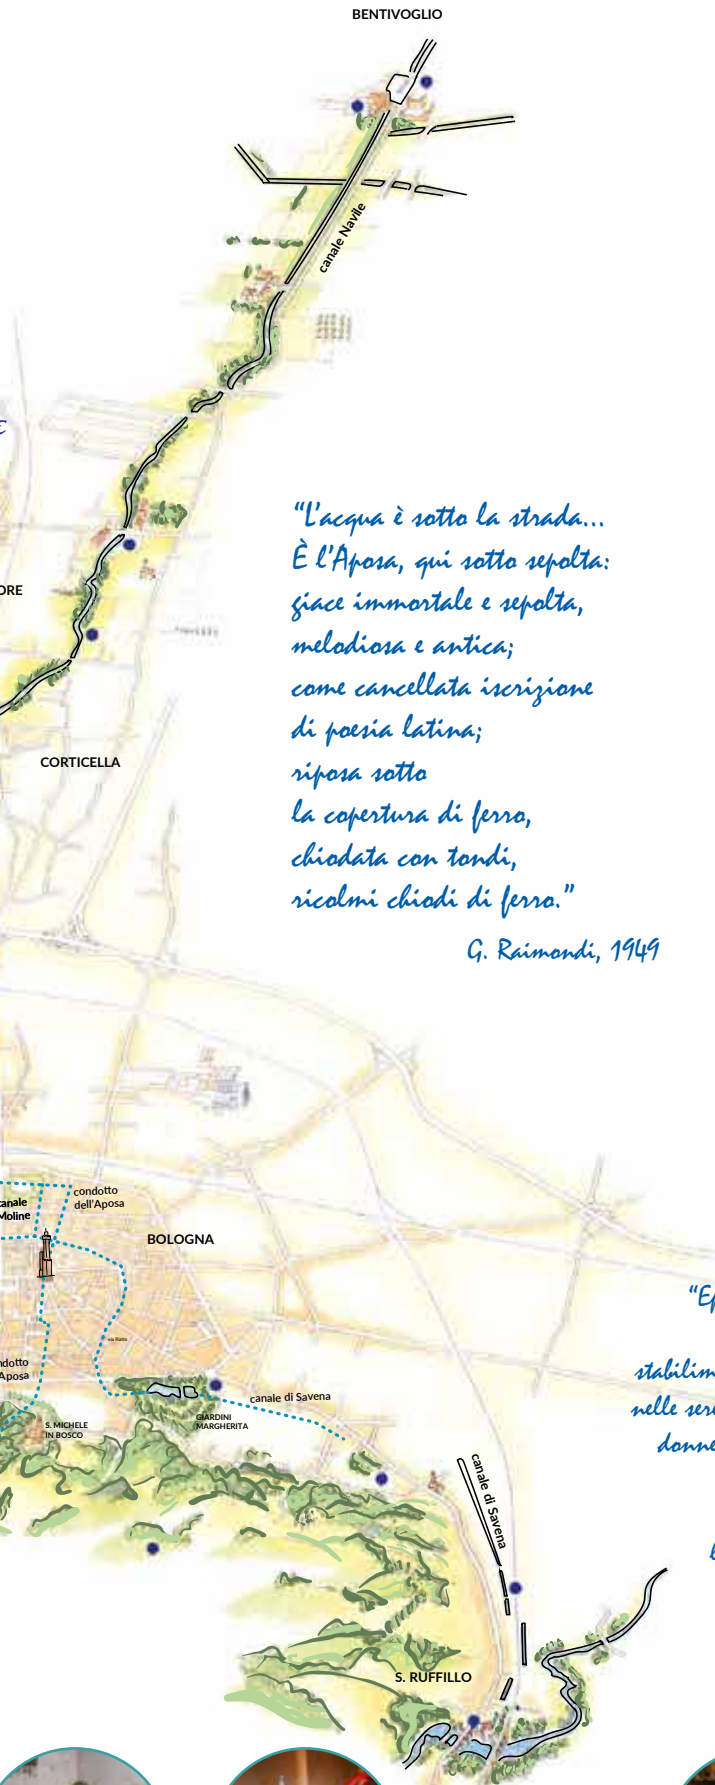 BENTIVOGLIO
canale Navile
“L’acqua è sotto la strada...
È l’Aposa, qui sotto sepolta:
giace immortale e sepolta,
melodiosa e antica;
come cancellata iscrizione
di poesia latina;
riposa sotto
la copertura di ferro,
chiodata con tondi,
ricolmi chiodi di ferro.”
G. Raimondi, 1949
ORE
CORTICELLA
condotto
dell’Aposa
canale
Moline
BOLOGNA
“Ep
stabilim
nelle sere
donne
ndotto
Aposa
canale di Savena
GIARDINI
MARGHERITA
S. MICHELE
IN BOSCO
canale di Savena
S. RUFFILLO